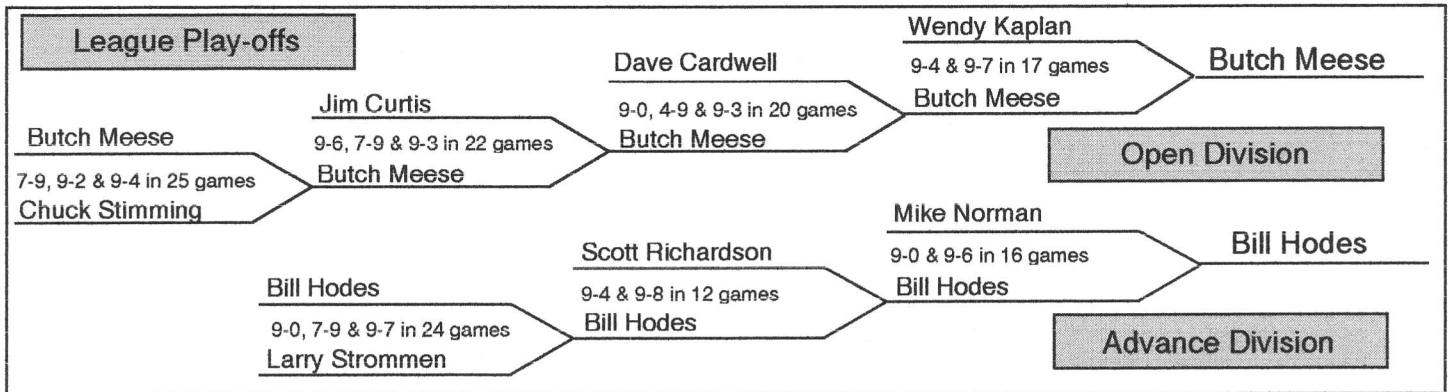 League Play-offs
Wendy Kaplan
9-4 & 9-7 in 17 games
Butch Meese
Butch Meese
Dave Cardwell
9-0, 4-9 & 9-3 in 20 games
Butch Meese
Jim Curtis
9-6, 7-9 & 9-3 in 22 games
Butch Meese
Butch Meese
7-9, 9-2 & 9-4 in 25 games
Chuck Stimming
Open Division
Mike Norman
9-0 & 9-6 in 16 games
Bill Hodes
Bill Hodes
Scott Richardson
9-4 & 9-8 in 12 games
Bill Hodes
Bill Hodes
9-0, 7-9 & 9-7 in 24 games
Larry Strommen
Advance Division